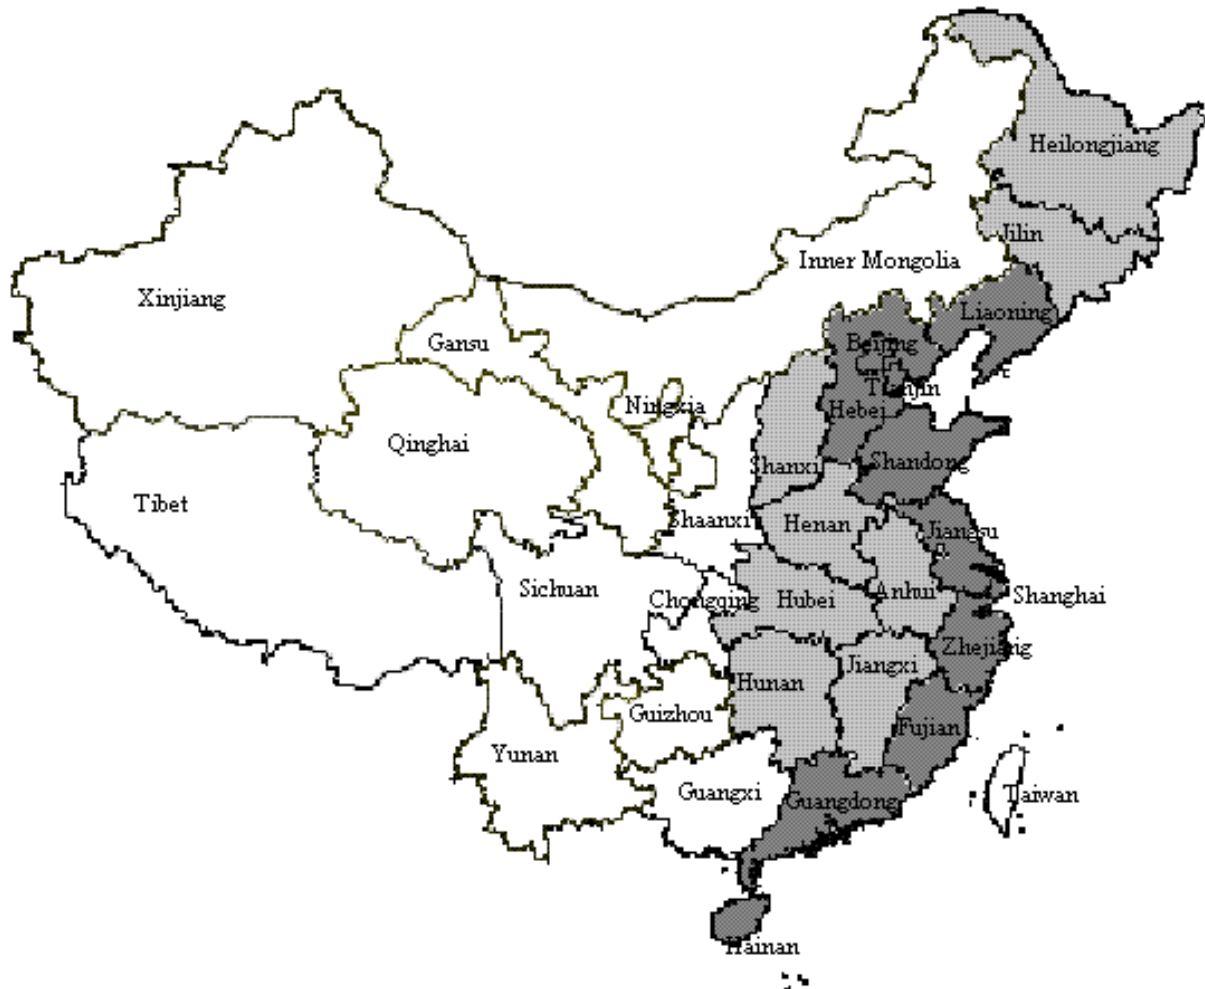 Heilongjiang
Jilin
Inner Mongolia
Xinjiang
Liaoning
Gansu
Beijing
Tianjin
Ningxia
Hebei
Qinghai
Shanxi
Shandong
Tibet
Shaanxi
Henan
Jiangsu
Sichuan
Chongqing
Hubei
Anhui
Shanghai
Zhejiang
Jiangxi
Hunan
Guizhou
Fujian
Yunan
Guangxi
Guangdong
Taiwan
Hainan